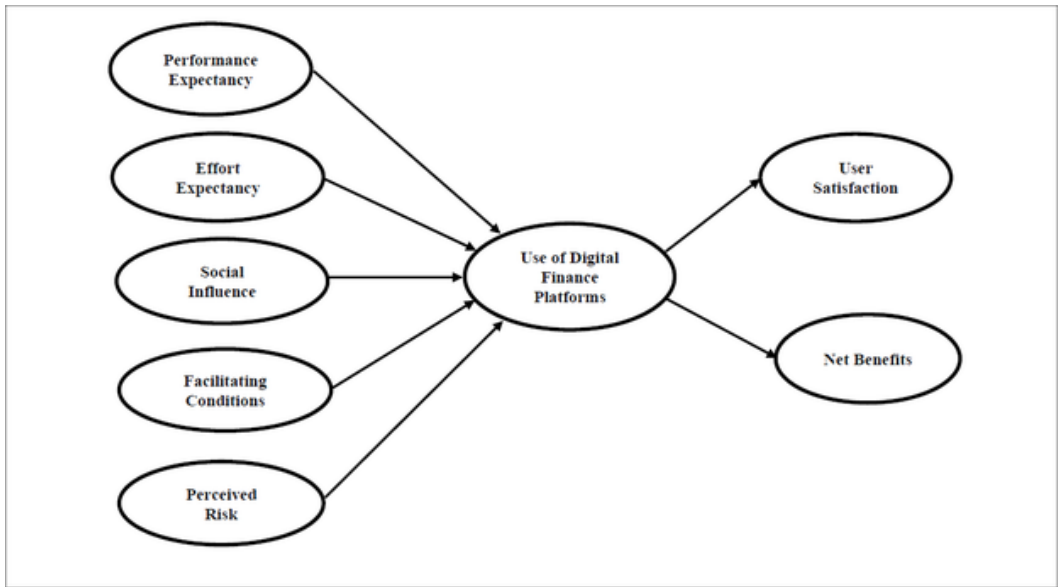 Performance
Expectancy
Effort
Expectancy
Social
Influence
Facilitating
Conditions
Perceived
Risk
Use of Digital
Finance
Platforms
User
Satisfaction
Net Benefits